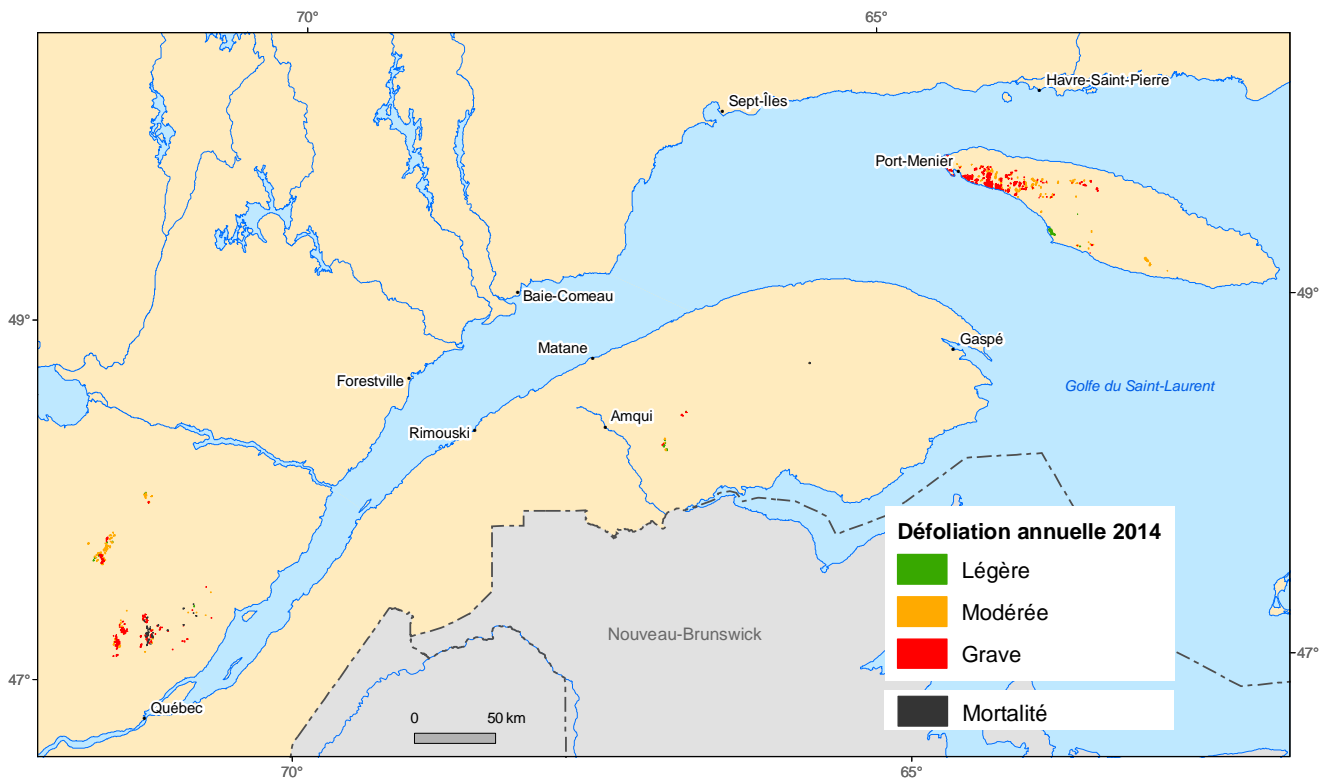 70°
65°
Havre-Saint-Pierre
Sept-Îles
Port-Menier
Baie-Comeau
49°
49°
Matane
Gaspé
Forestville
Golfe du Saint-Laurent
Amqui
Rimouski
Défoliation annuelle 2014
Légère
Modérée
Grave
Mortalité
Nouveau-Brunswick
47°
47°
Québec
0 50 km
70°
65°